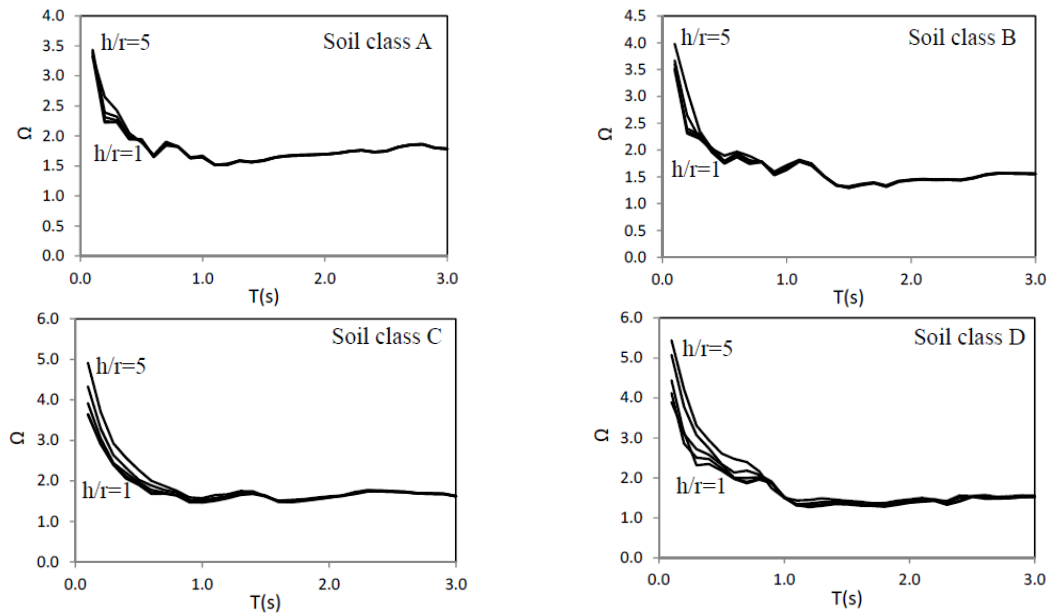 4.0
3.5
3.0
2.5
2.0
1.5
1.0
0.5
0.0
Ω
h/r=5
Soil class A
h/r=1
0.0 1.0 2.0 3.0
T(s)
4.5
4.0
3.5
3.0
2.5
2.0
1.5
1.0
0.5
0.0
Ω
h/r=5
Soil class B
h/r=1
0.0 1.0 2.0 3.0
T(s)
6.0
5.0
4.0
3.0
2.0
1.0
0.0
Ω
Soil class C
h/r=5
h/r=1
0.0 1.0 2.0 3.0
T(s)
6.0
5.0
4.0
3.0
2.0
1.0
0.0
Ω
Soil class D
h/r=5
h/r=1
0.0 1.0 2.0 3.0
T(s)